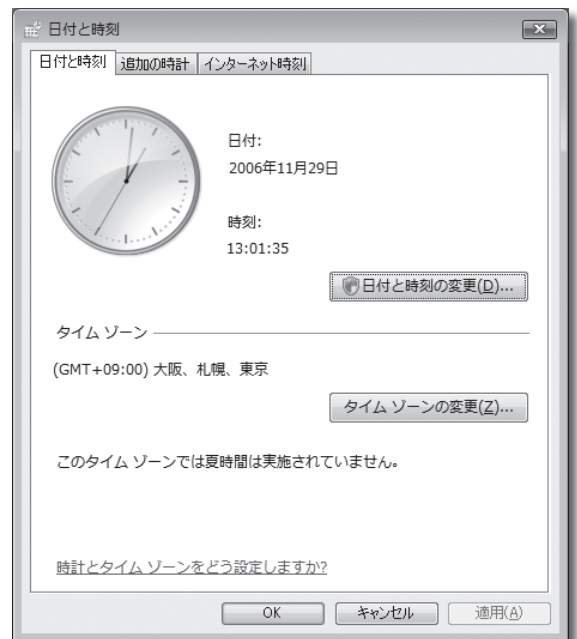 日付と時刻
日付と時刻 追加の時計 インターネット時刻
日付:
2006年11月29日
時刻:
13:01:35
日付と時刻の変更(D)...
タイム ゾーン
(GMT+09:00) 大阪、札幌、東京
タイム ゾーンの変更(Z)...
このタイム ゾーンでは夏時間は実施されていません。
時計とタイム ゾーンをどう設定しますか?
OK キャンセル 適用(A)